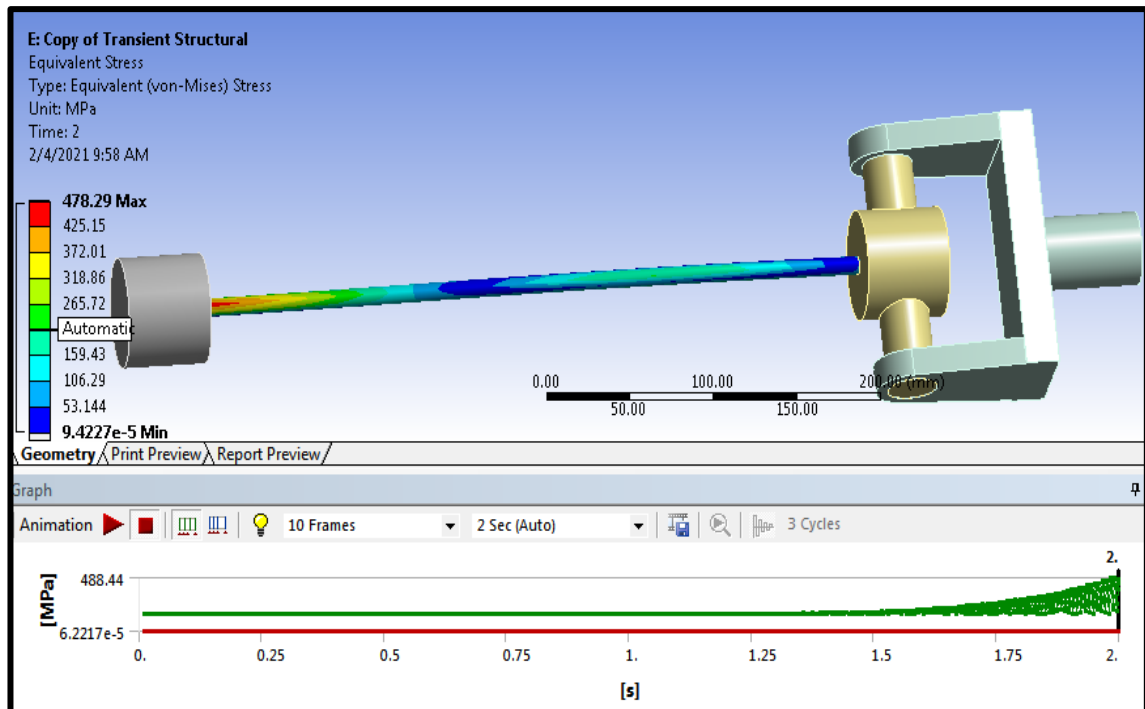 E: Copy of Transient Structural
Equivalent Stress
Type: Equivalent (von-Mises) Stress
Unit: MPa
Time: 2
2/4/2021 9:58 AM
478.29 Max
425.15
372.01
318.86
265.72
Automatic
159.43
106.29
53.144
9.4227e-5 Min
0.00 100.00 200.00 (mm)
50.00 150.00
Geometry Print Preview Report Preview
Graph
Animation 10 Frames 2 Sec (Auto) 3 Cycles
2.
488.44
[MPa]
6.2217e-5
0. 0.25 0.5 0.75 1. 1.25 1.5 1.75 2.
[s]